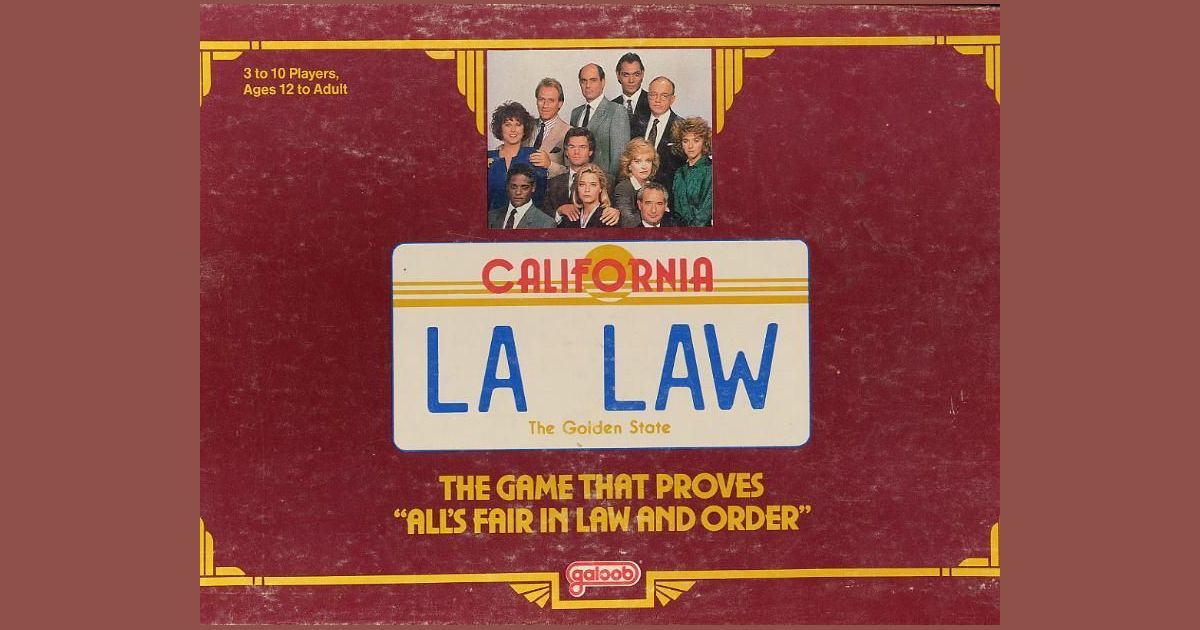 3 to 10 Players,
Ages 12 to Adult
CALIFORNIA
LA LAW
The Golden State
THE GAME THAT PROVES
“ALL'S FAIR IN LAW AND ORDER”
galoob